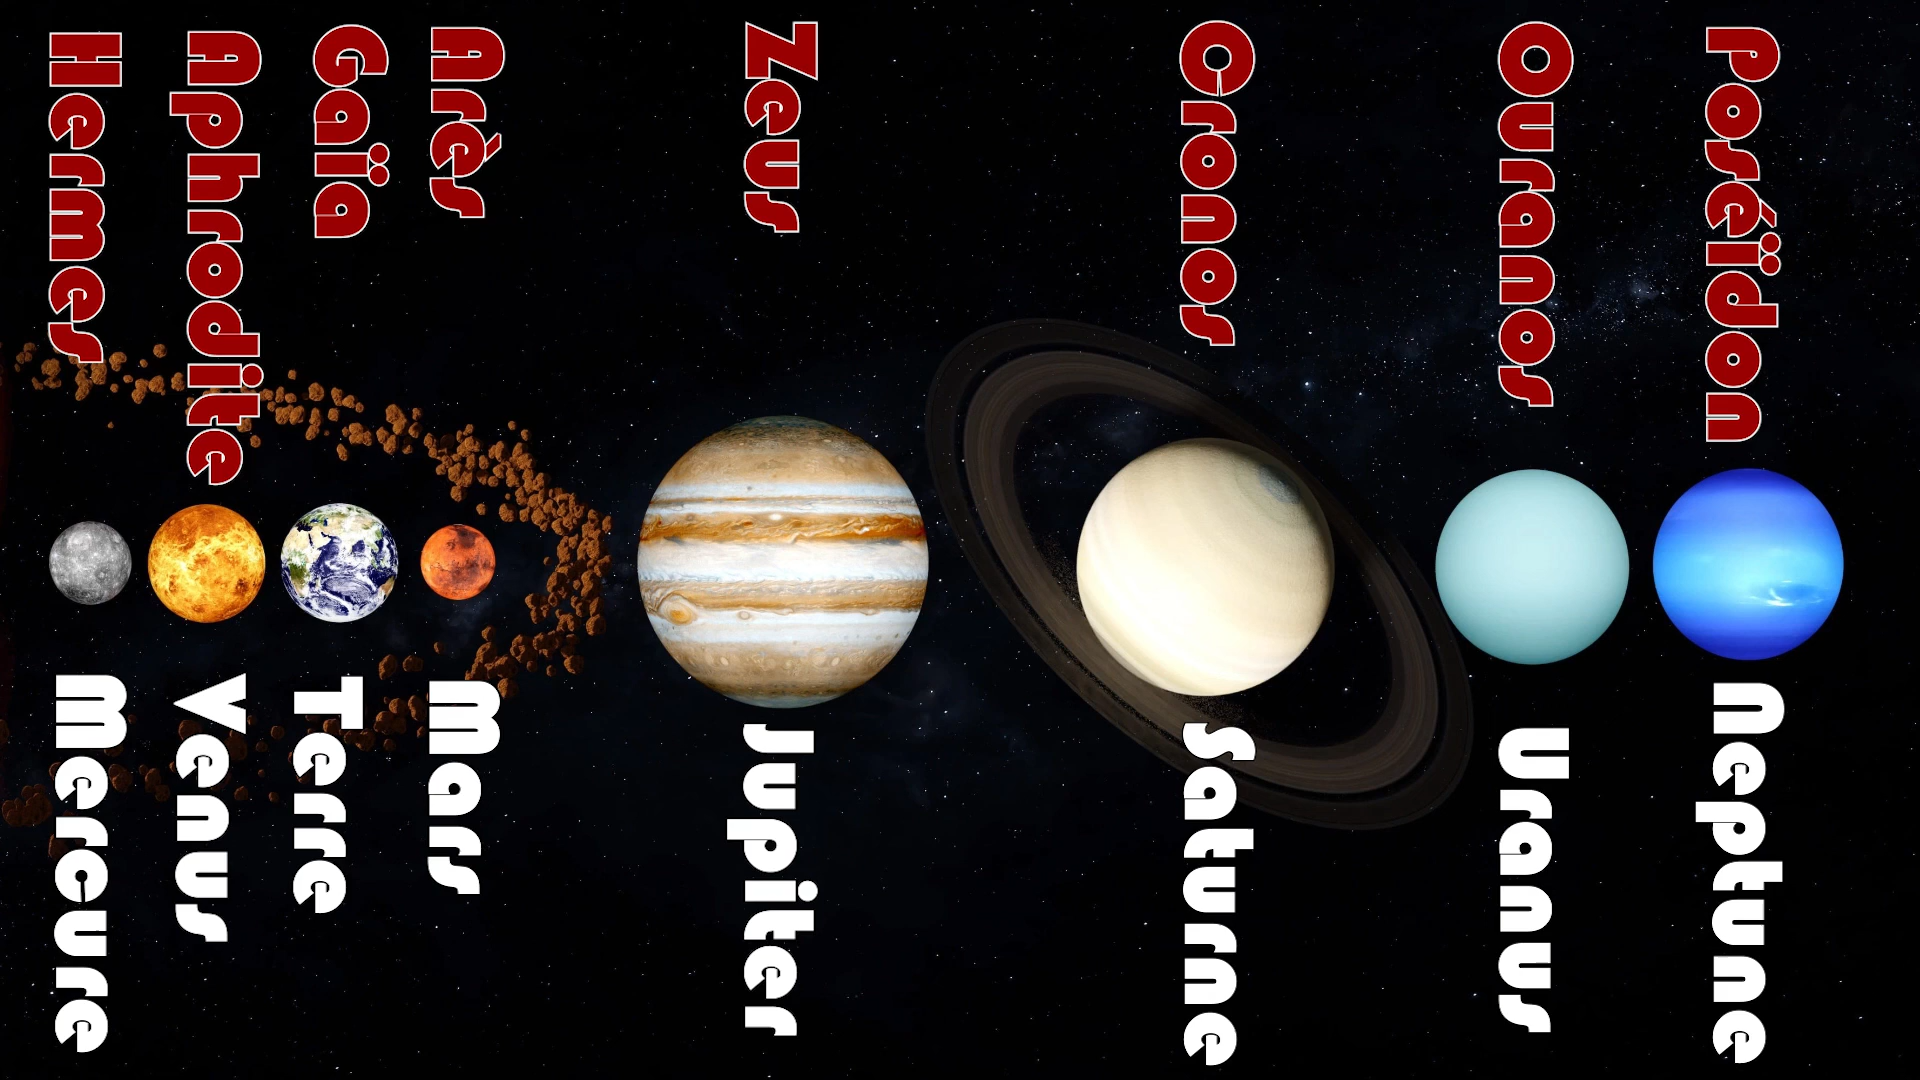 Hermes
Aphrodite
Gaïa
Arès
Zeus
Cronos
Ouranos
Poséïdon
Mercure
Venus
Terre
Mars
Jupiter
Saturne
Uranus
Neptune